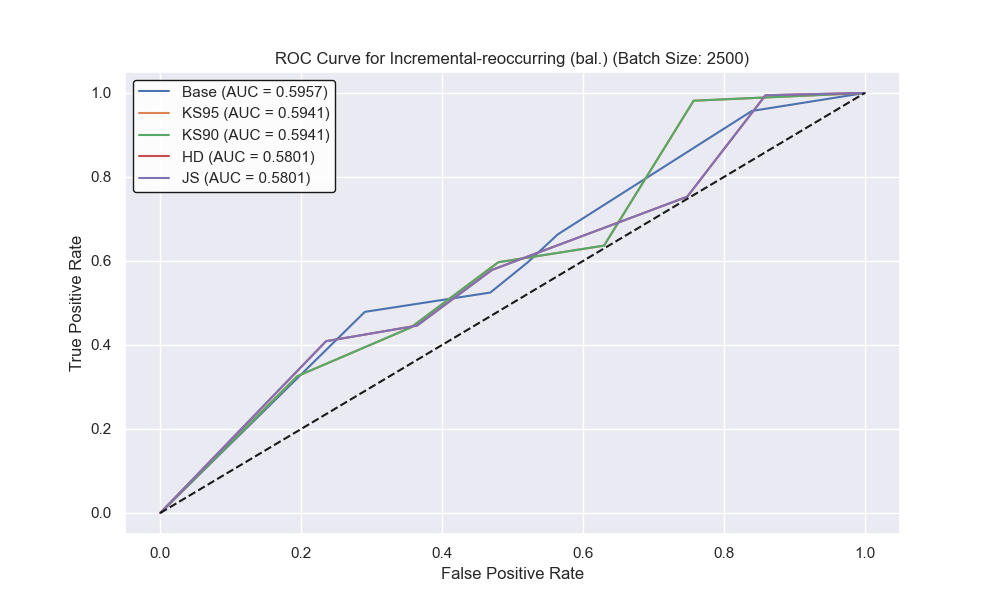 ROC Curve for Incremental-reoccurring (bal.) (Batch Size: 2500)
Base (AUC = 0.5957)
KS95 (AUC = 0.5941)
KS90 (AUC = 0.5941)
HD (AUC = 0.5801)
JS (AUC = 0.5801)
True Positive Rate
1.0
0.8
0.6
0.4
0.2
0.0
0.0 0.2 0.4 0.6 0.8 1.0
False Positive Rate